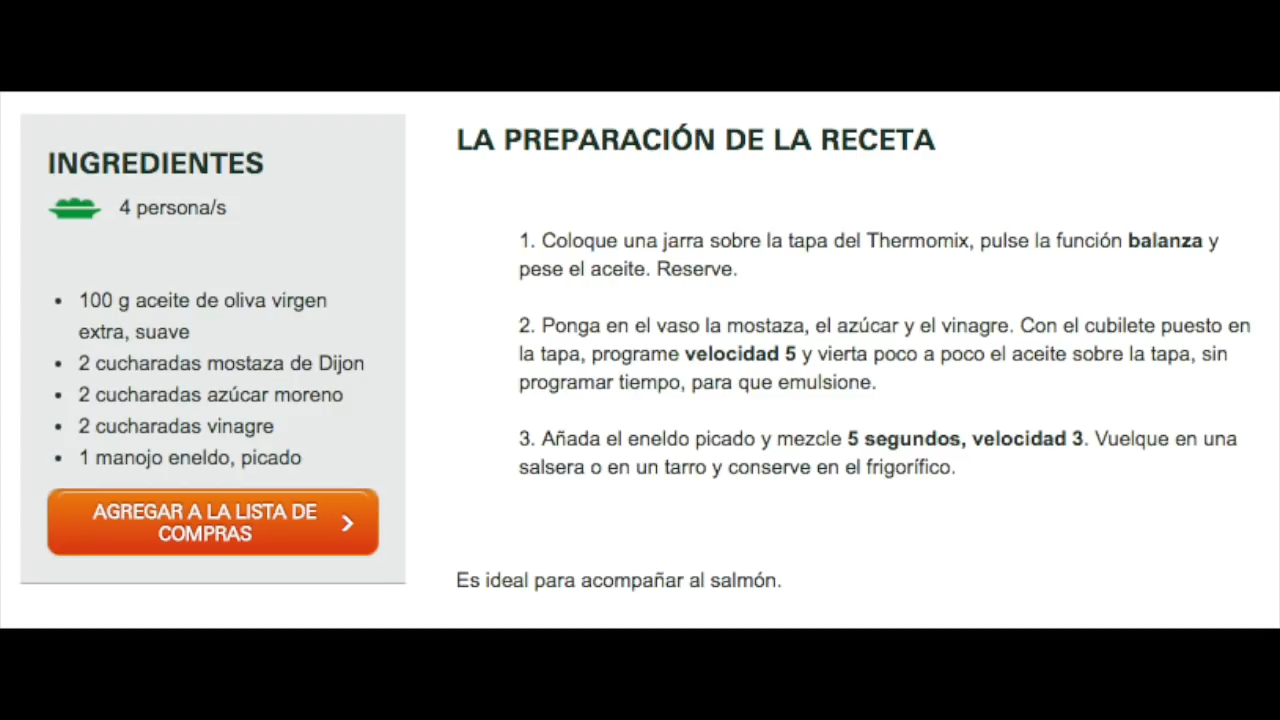 INGREDIENTES
4 persona/s
• 100 g aceite de oliva virgen
extra, suave
• 2 cucharadas mostaza de Dijon
• 2 cucharadas azúcar moreno
• 2 cucharadas vinagre
• 1 manojo eneldo, picado
AGREGAR A LA LISTA DE
COMPRAS
LA PREPARACIÓN DE LA RECETA
1. Coloque una jarra sobre la tapa del Thermomix, pulse la función balanza y
pese el aceite. Reserve.
2. Ponga en el vaso la mostaza, el azúcar y el vinagre. Con el cubilete puesto en
la tapa, programe velocidad 5 y vierta poco a poco el aceite sobre la tapa, sin
programar tiempo, para que emulsione.
3. Añada el eneldo picado y mezcle 5 segundos, velocidad 3. Vuelque en una
salsera o en un tarro y conserve en el frigorífico.
Es ideal para acompañar al salmón.